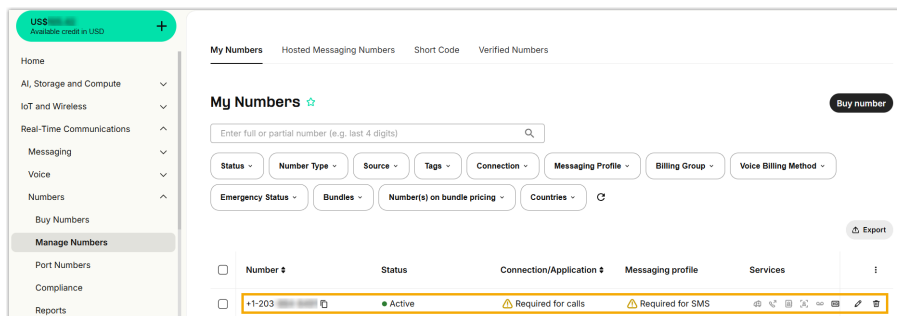 US$
Available credit in USD
Home
AI, Storage and Compute
IoT and Wireless
Real-Time Communications
Messaging
Voice
Numbers
Buy Numbers
Manage Numbers
Port Numbers
Compliance
Reports
My Numbers Hosted Messaging Numbers Short Code Verified Numbers
My Numbers
Buy number
Enter full or partial number (e.g. last 4 digits)
Status Number Type Source Tags Connection Messaging Profile Billing Group Voice Billing Method
Emergency Status Bundles Number(s) on bundle pricing Countries
Export
Number Status Connection/Application Messaging profile Services
+1-203 Active Required for calls Required for SMS